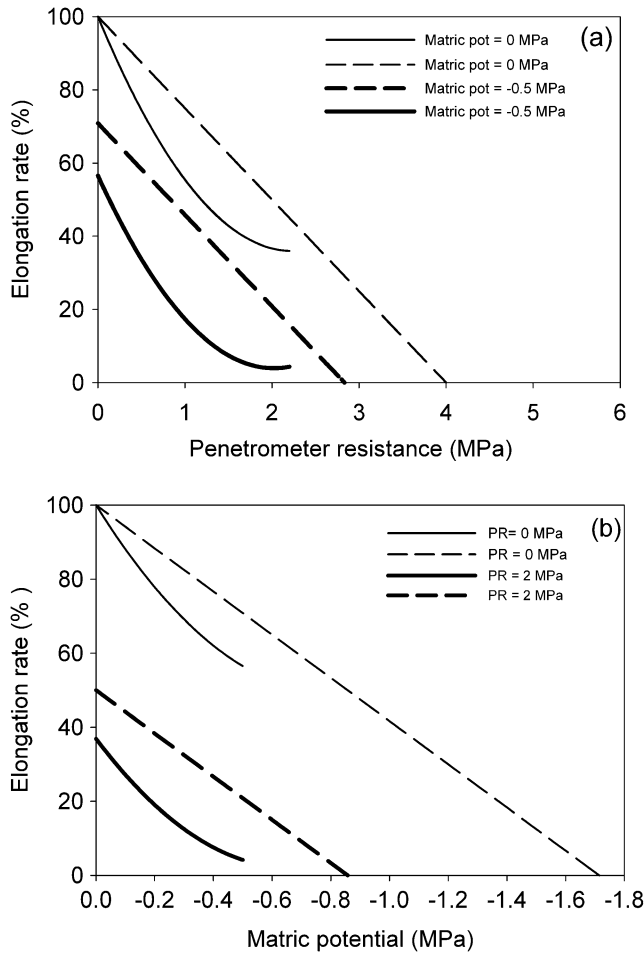 100
80
60
40
20
0
Elongation rate (%)
(a)
Matric pot = 0 MPa
Matric pot = 0 MPa
Matric pot = -0.5 MPa
Matric pot = -0.5 MPa
0 1 2 3 4 5 6
Penetrometer resistance (MPa)
100
80
60
40
20
0
Elongation rate (% )
(b)
PR= 0 MPa
PR = 0 MPa
PR = 2 MPa
PR = 2 MPa
0.0 -0.2 -0.4 -0.6 -0.8 -1.0 -1.2 -1.4 -1.6 -1.8
Matric potential (MPa)